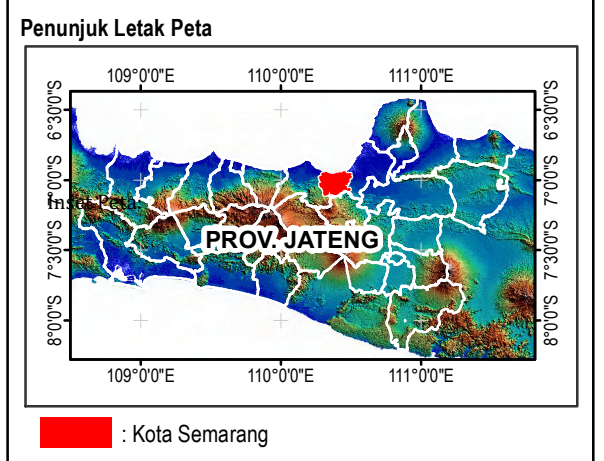 Penunjuk Letak Peta
109°0'0"E 110°0'0"E 111°0'0"E
6°30'0"S 6°30'0"S
7°00'0"S 7°00'0"S
Inset Peta:
PROV. JATENG
7°30'0"S 7°30'0"S
8°0'0"S 8°0'0"S
109°0'0"E 110°0'0"E 111°0'0"E
: Kota Semarang